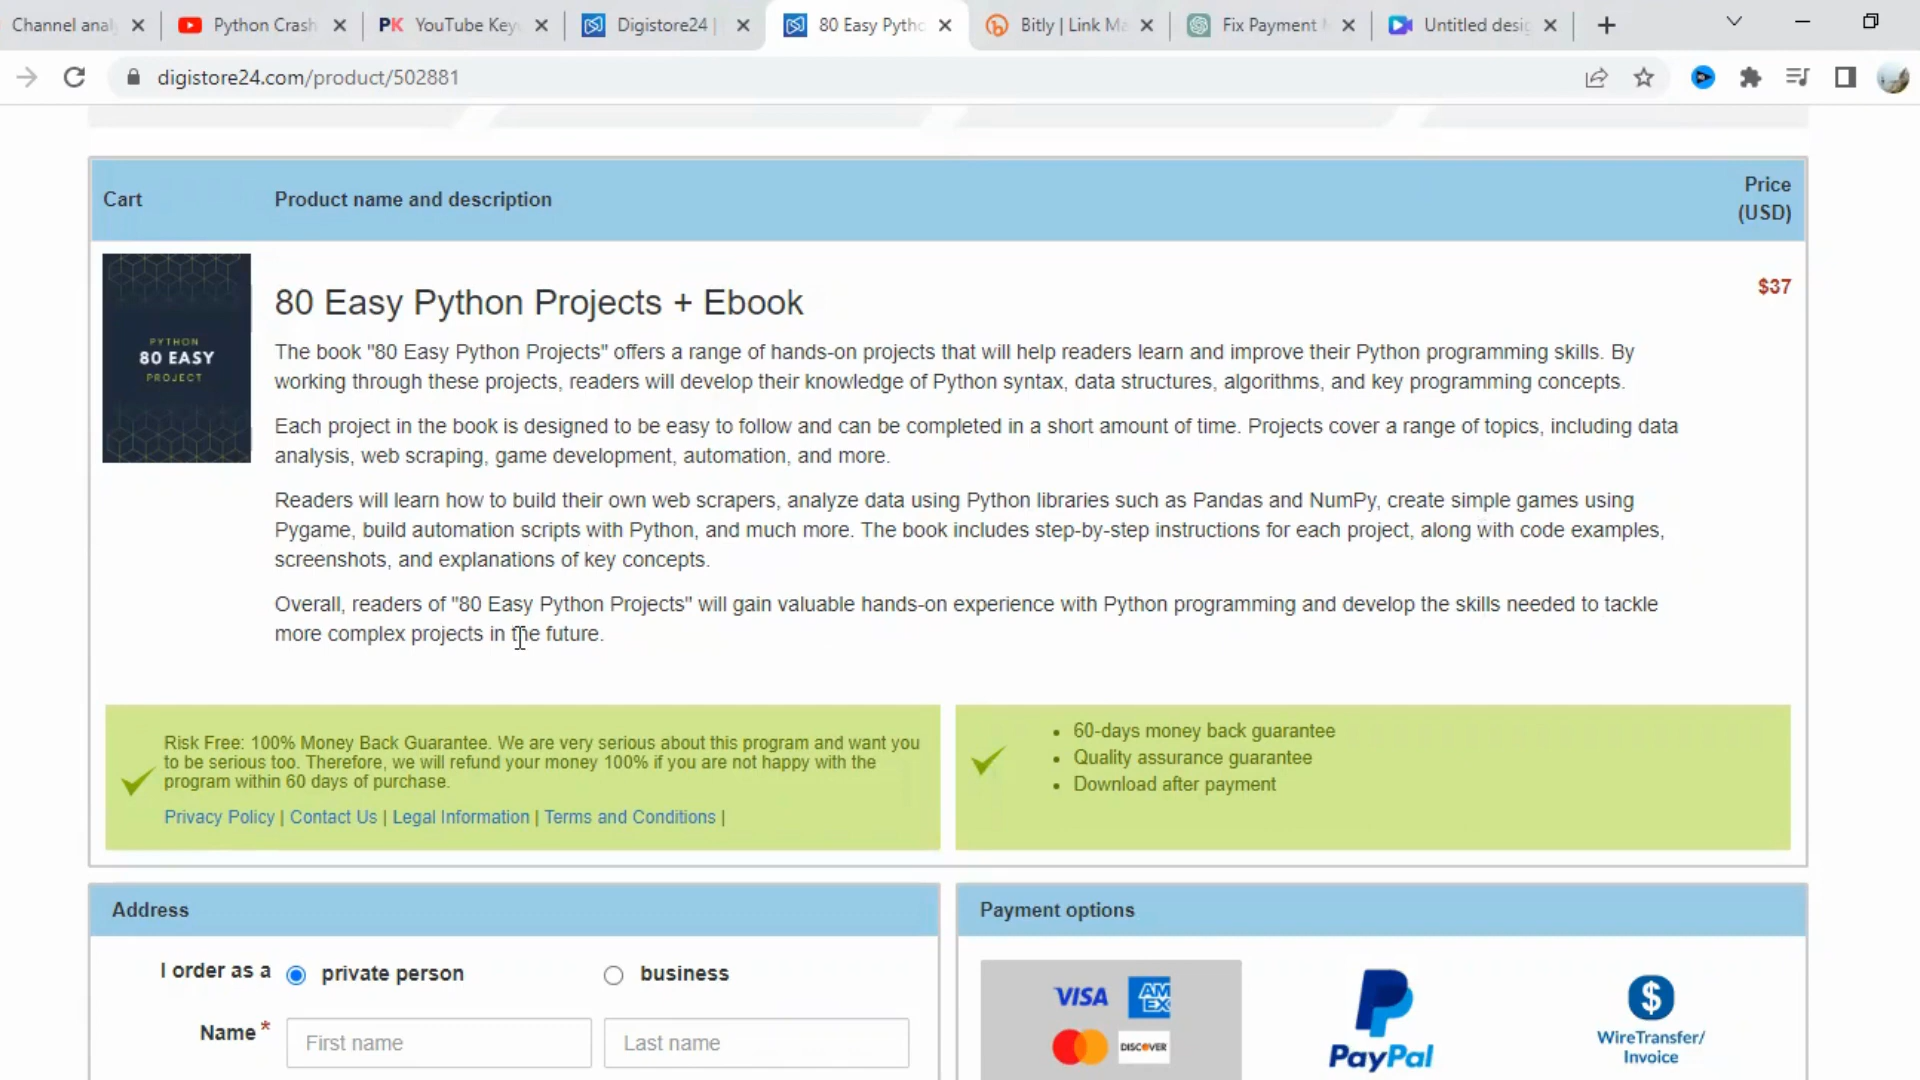 Channel anal
Python Crash
PK YouTube Key
Digistore24 |
80 Easy Pytho
Bitly | Link Ma
Fix Payment
Untitled desig
digistore24.com/product/502881
Cart
Product name and description
Price
(USD)
PYTHON
80 EASY
PROJECT
80 Easy Python Projects + Ebook
$37
The book "80 Easy Python Projects" offers a range of hands-on projects that will help readers learn and improve their Python programming skills. By
working through these projects, readers will develop their knowledge of Python syntax, data structures, algorithms, and key programming concepts.
Each project in the book is designed to be easy to follow and can be completed in a short amount of time. Projects cover a range of topics, including data
analysis, web scraping, game development, automation, and more.
Readers will learn how to build their own web scrapers, analyze data using Python libraries such as Pandas and NumPy, create simple games using
Pygame, build automation scripts with Python, and much more. The book includes step-by-step instructions for each project, along with code examples,
screenshots, and explanations of key concepts.
Overall, readers of "80 Easy Python Projects" will gain valuable hands-on experience with Python programming and develop the skills needed to tackle
more complex projects in the future.
Risk Free: 100% Money Back Guarantee. We are very serious about this program and want you
to be serious too. Therefore, we will refund your money 100% if you are not happy with the
program within 60 days of purchase.
Privacy Policy | Contact Us | Legal Information | Terms and Conditions |
• 60-days money back guarantee
• Quality assurance guarantee
• Download after payment
Address
Payment options
I order as a
private person
business
Name *
First name
Last name
VISA
AM
EX
DISCOVER
PayPal
WireTransfer/
Invoice